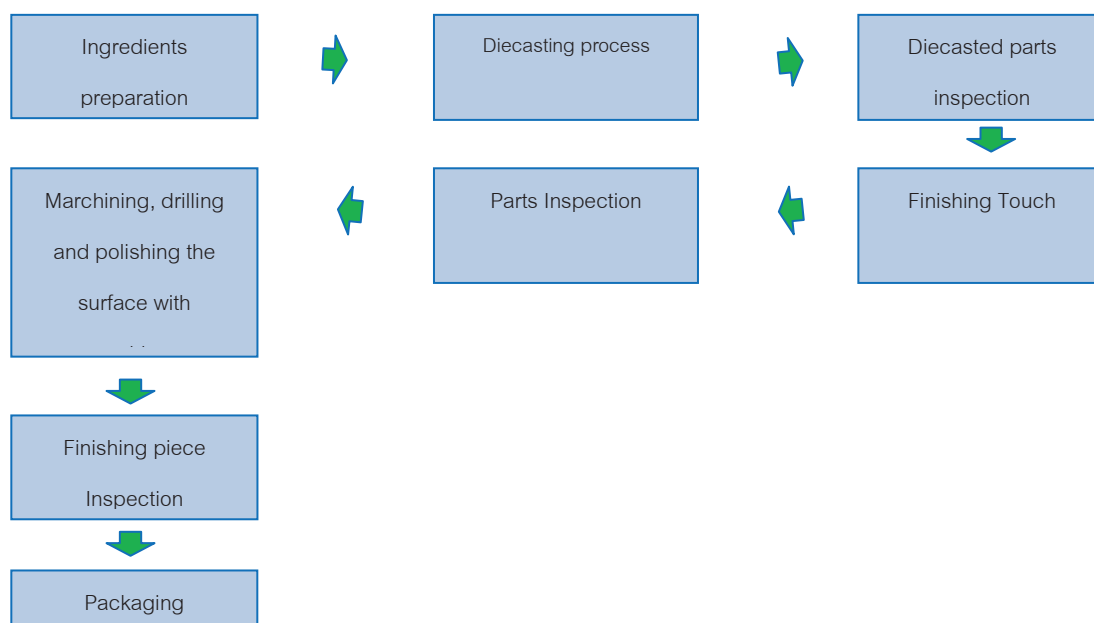 Ingredients
preparation
Diecasting process
Diecasted parts
inspection
Finishing Touch
Parts Inspection
Marchining, drilling
and polishing the
surface with
Finishing piece
Inspection
Packaging